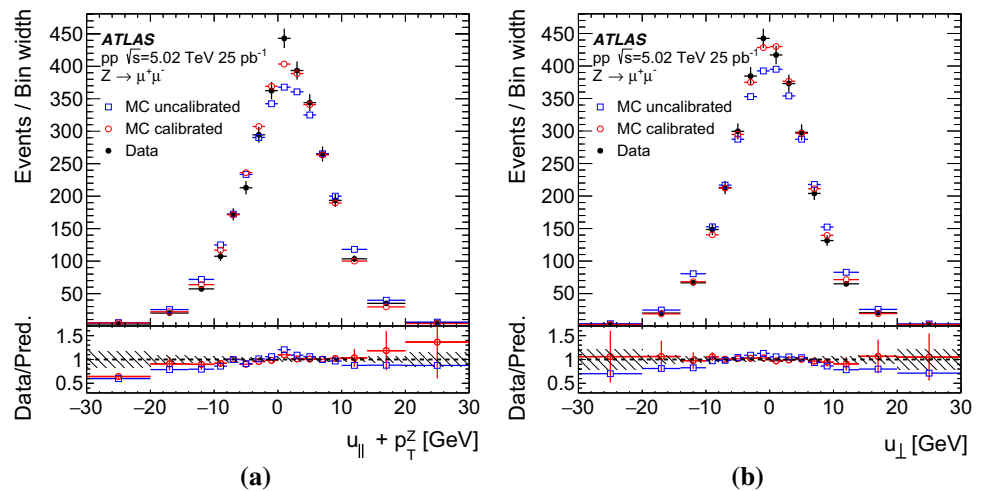 ATLAS
pp √s=5.02 TeV 25 pb⁻¹
Z → μ⁺μ⁻
MC uncalibrated
MC calibrated
Data
Events / Bin width
450
400
350
300
250
200
150
100
50
Data/Pred.
1.5
1
0.5
−30 −20 −10 0 10 20 30
u∥ + p_T^Z [GeV]
(a)
ATLAS
pp √s=5.02 TeV 25 pb⁻¹
Z → μ⁺μ⁻
MC uncalibrated
MC calibrated
Data
Events / Bin width
450
400
350
300
250
200
150
100
50
Data/Pred.
1.5
1
0.5
−30 −20 −10 0 10 20 30
u⊥ [GeV]
(b)